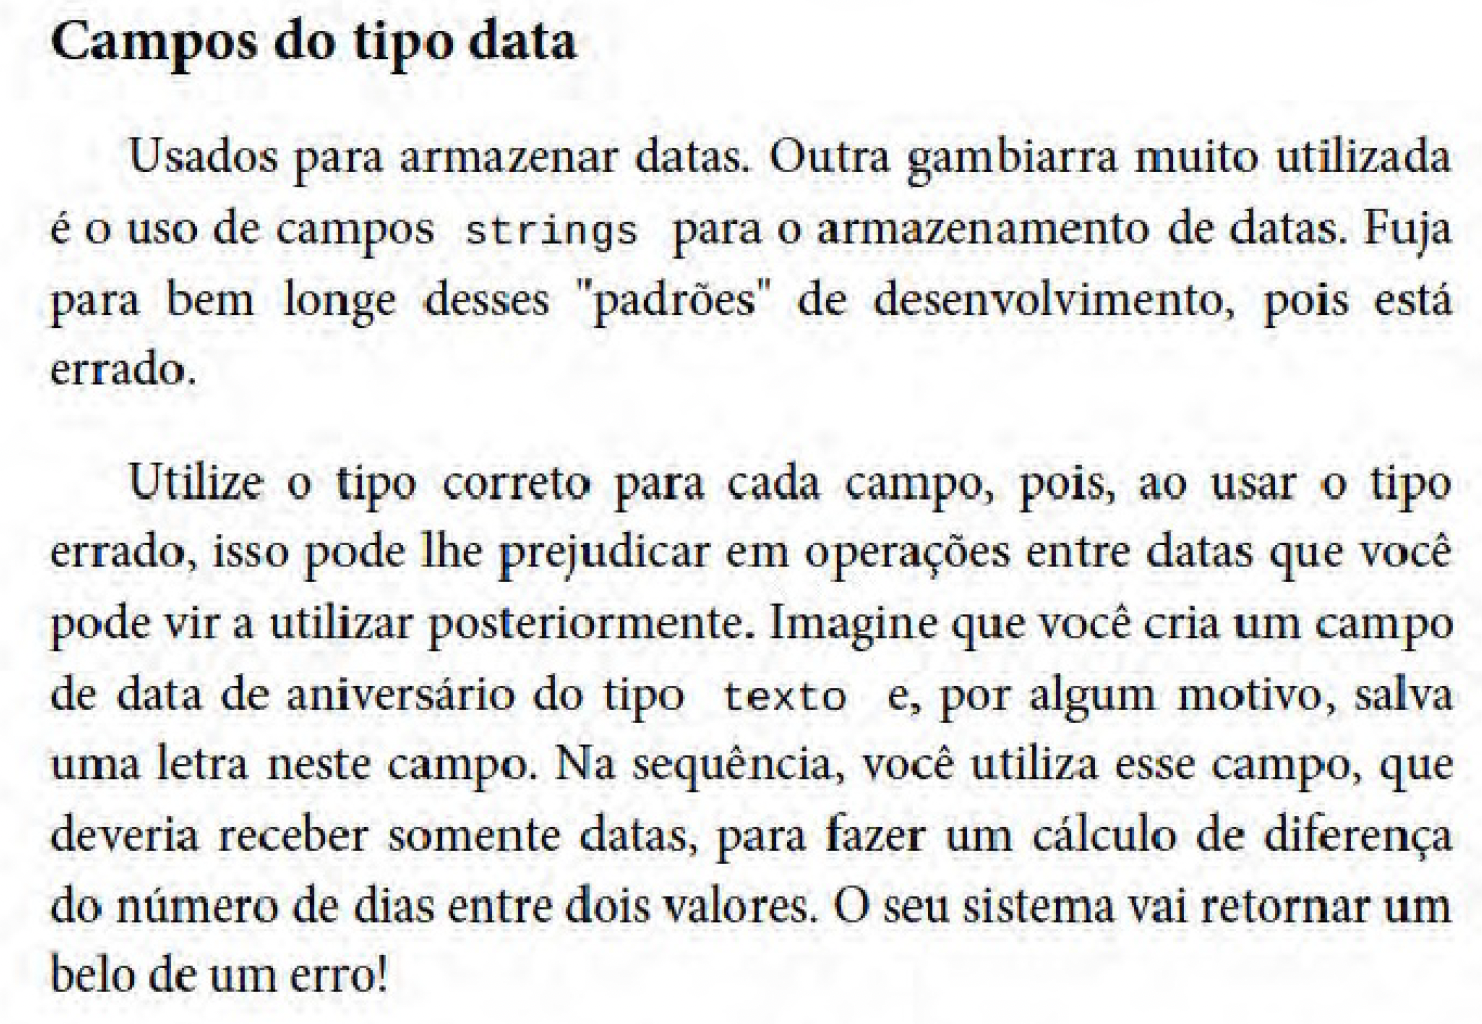 Campos do tipo data
Usados para armazenar datas. Outra gambiarra muito utilizada
é o uso de campos strings para o armazenamento de datas. Fuja
para bem longe desses "padrões" de desenvolvimento, pois está
errado.
Utilize o tipo correto para cada campo, pois, ao usar o tipo
errado, isso pode lhe prejudicar em operações entre datas que você
pode vir a utilizar posteriormente. Imagine que você cria um campo
de data de aniversário do tipo texto e, por algum motivo, salva
uma letra neste campo. Na sequência, você utiliza esse campo, que
deveria receber somente datas, para fazer um cálculo de diferença
do número de dias entre dois valores. O seu sistema vai retornar um
belo de um erro!